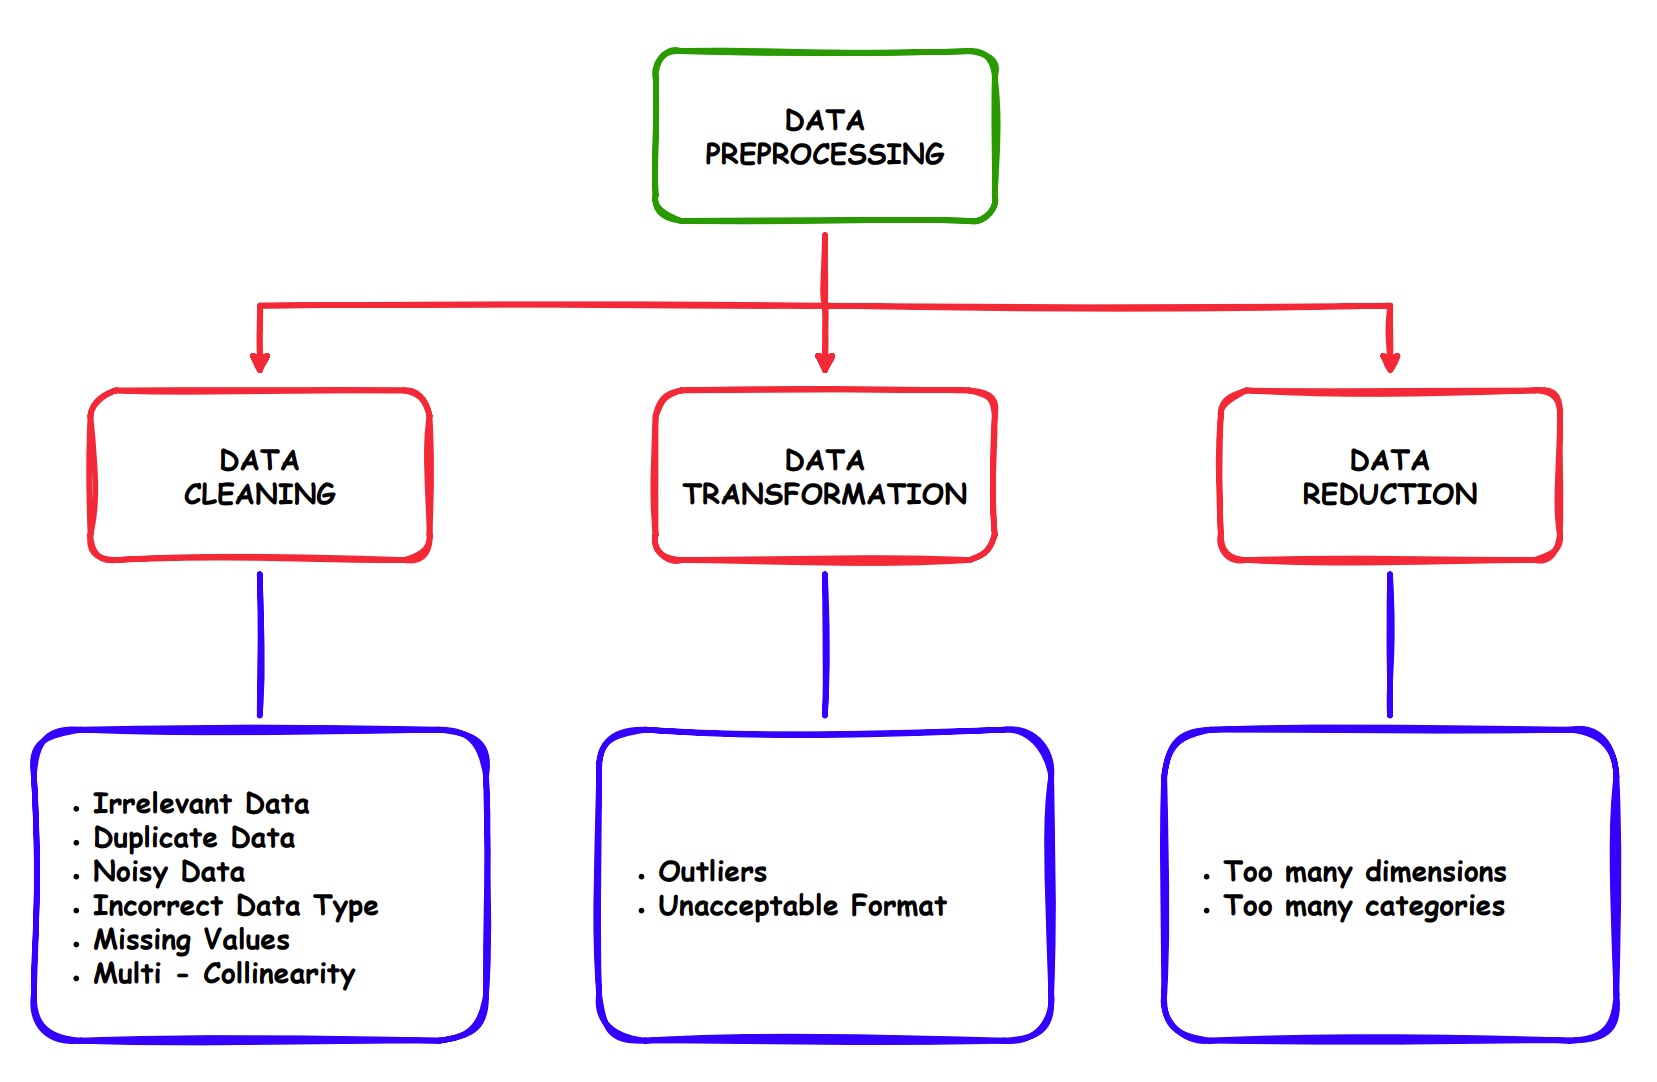 DATA
PREPROCESSING
DATA
CLEANING
DATA
TRANSFORMATION
DATA
REDUCTION
• Irrelevant Data
• Duplicate Data
• Noisy Data
• Incorrect Data Type
• Missing Values
• Multi - Collinearity
• Outliers
• Unacceptable Format
• Too many dimensions
• Too many categories